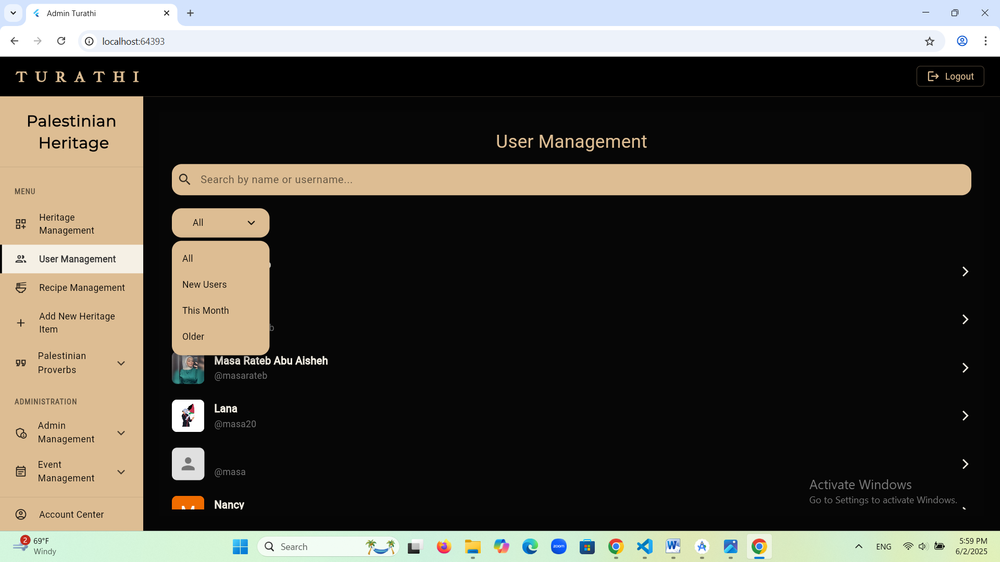 Admin Turathi
localhost:64393
TURATHI
Logout
Palestinian
Heritage
MENU
Heritage
Management
User Management
Recipe Management
Add New Heritage
Item
Palestinian
Proverbs
ADMINISTRATION
Admin
Management
Event
Management
Account Center
User Management
Search by name or username...
All
All
New Users
This Month
Older
b
Masa Rateb Abu Aisheh
@masarateb
Lana
@masa20
@masa
M
Nancy
Activate Windows
Go to Settings to activate Windows.
2
69°F
Windy
Search
zoom
W
ENG
5:59 PM
6/2/2025